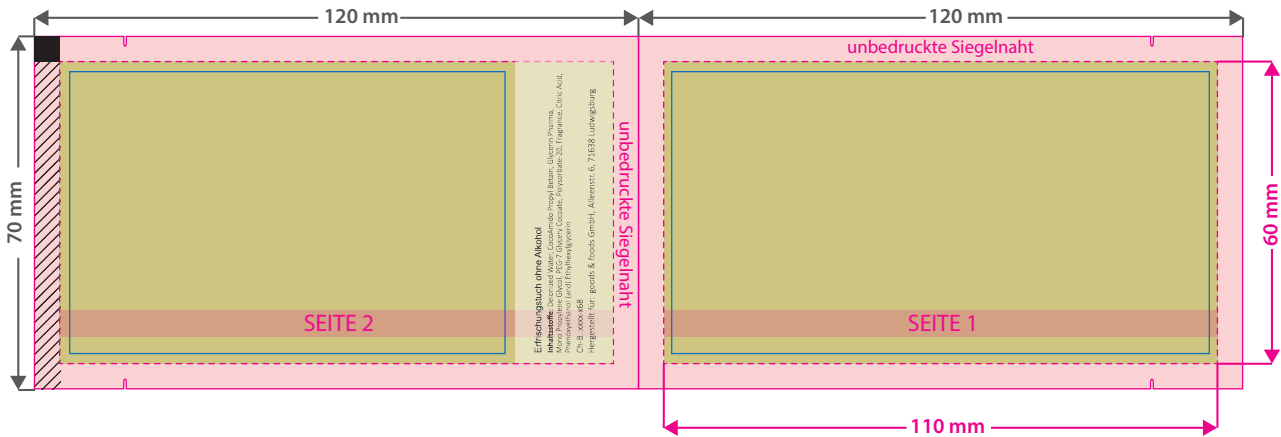 120 mm
120 mm
unbedruckte Siegelnaht
70 mm
Erfrischungstuch ohne Alkohol
Inhaltsstoffe: Deionized Water, CocoAmido Propyl Betain, Glycerin Pharma,
Mono Propylene Glycol, PEG-7 Glycery Cocoate, Polysorbate-20, Fragrance, Citric Acid,
Phenoxyethanol (and) Ethylhexylglycerin
Ch-B.:xxxx-x68
Hergestellt für: goods & foods GmbH, Alleenstr. 6, 71638 Ludwigsburg
unbedruckte Siegelnaht
60 mm
SEITE 2
SEITE 1
110 mm